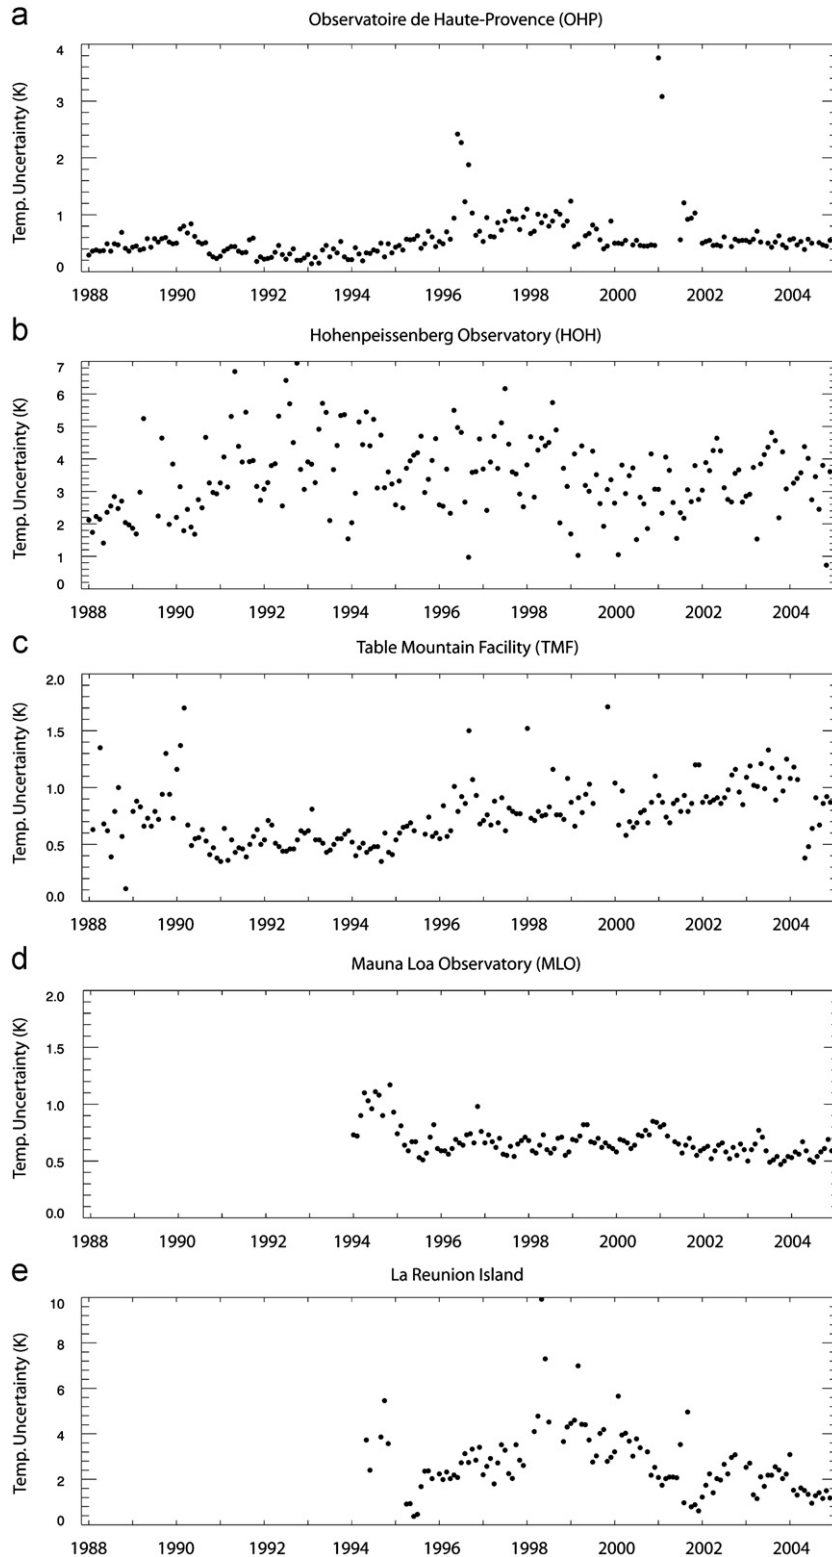 a
Observatoire de Haute-Provence (OHP)
Temp. Uncertainty (K)
4
3
2
1
0
1988 1990 1992 1994 1996 1998 2000 2002 2004
b
Hohenpeissenberg Observatory (HOH)
Temp. Uncertainty (K)
7
6
5
4
3
2
1
0
1988 1990 1992 1994 1996 1998 2000 2002 2004
c
Table Mountain Facility (TMF)
Temp. Uncertainty (K)
2.0
1.5
1.0
0.5
0.0
1988 1990 1992 1994 1996 1998 2000 2002 2004
d
Mauna Loa Observatory (MLO)
Temp. Uncertainty (K)
2.0
1.5
1.0
0.5
0.0
1988 1990 1992 1994 1996 1998 2000 2002 2004
e
La Reunion Island
Temp. Uncertainty (K)
10
8
6
4
2
0
1988 1990 1992 1994 1996 1998 2000 2002 2004